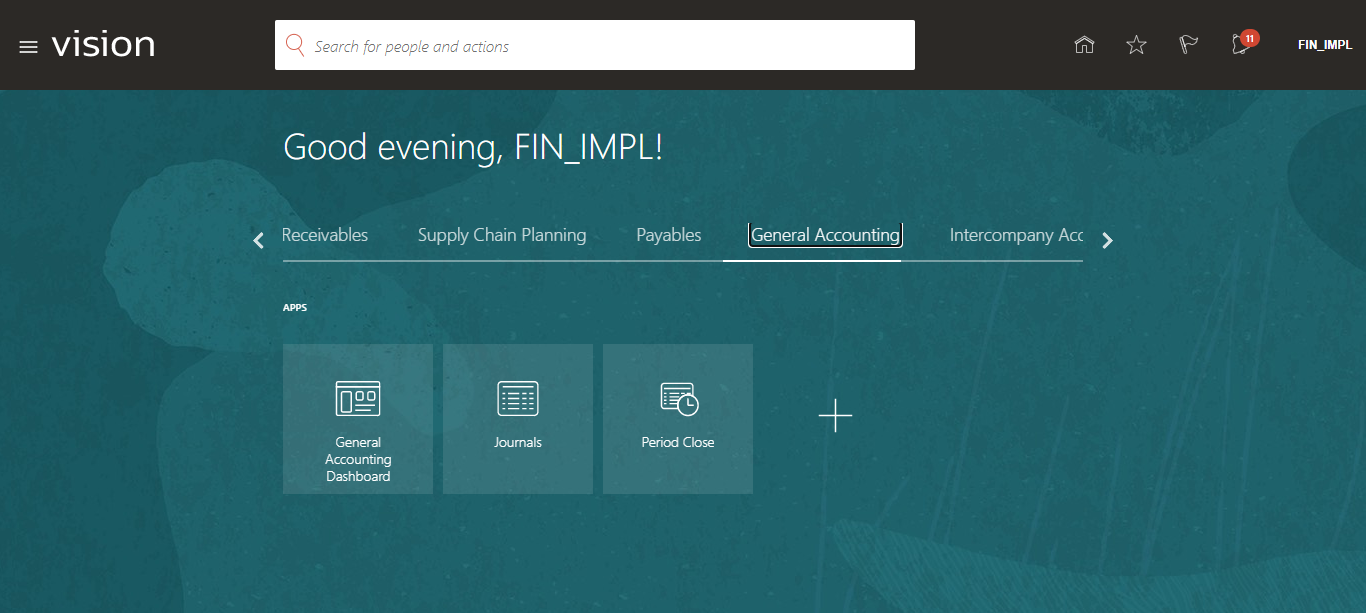 vision
Search for people and actions
11
FIN_IMPL
Good evening, FIN_IMPL!
Receivables
Supply Chain Planning
Payables
General Accounting
Intercompany Acc
APPS
General
Accounting
Dashboard
Journals
Period Close